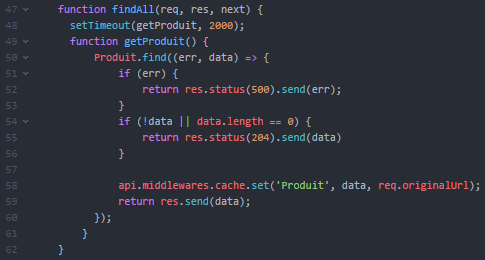 47 function findAll(req, res, next) {
48 setTimeout(getProduit, 2000);
49 function getProduit() {
50 Produit.find((err, data) => {
51 if (err) {
52 return res.status(500).send(err);
53 }
54 if (!data || data.length == 0) {
55 return res.status(204).send(data)
56 }
57
58 api.middlewares.cache.set('Produit', data, req.originalUrl);
59 return res.send(data);
60 });
61 }
62 }